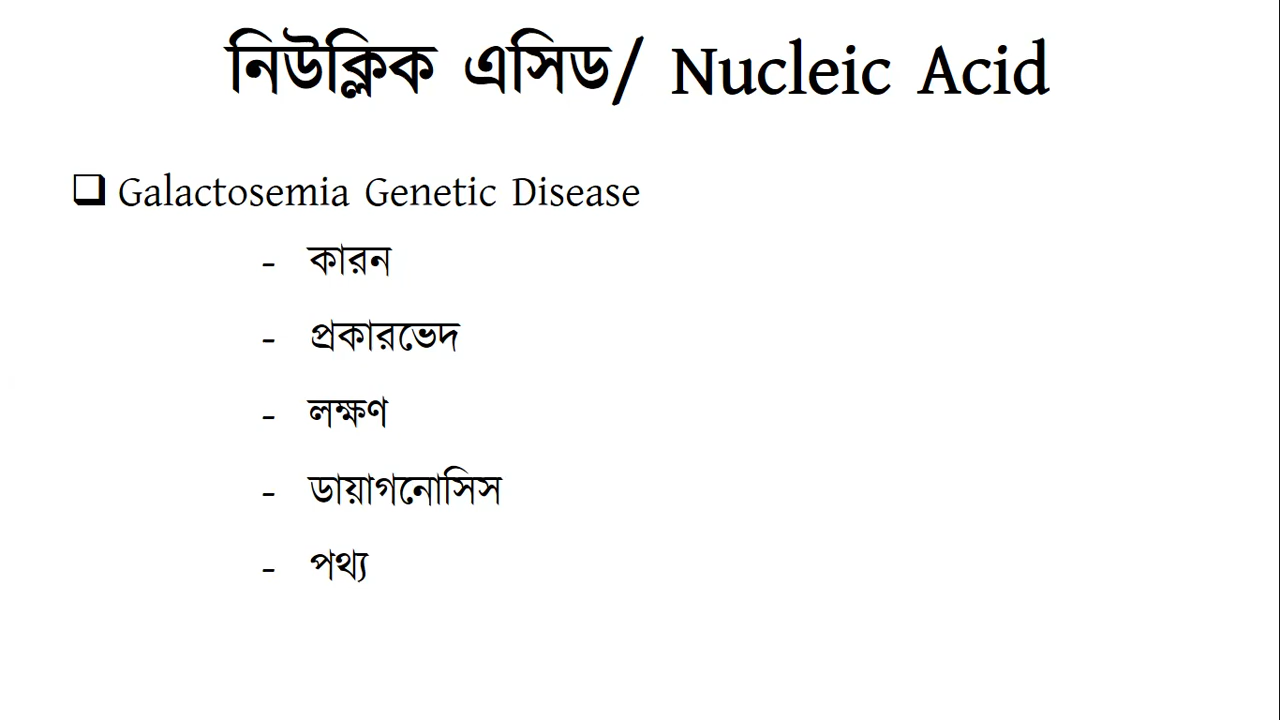 নিউক্লিক এসিড/ Nucleic Acid
❑ Galactosemia Genetic Disease
- কারন
- প্রকারভেদ
- লক্ষণ
- ডায়াগনোসিস
- পথ্য